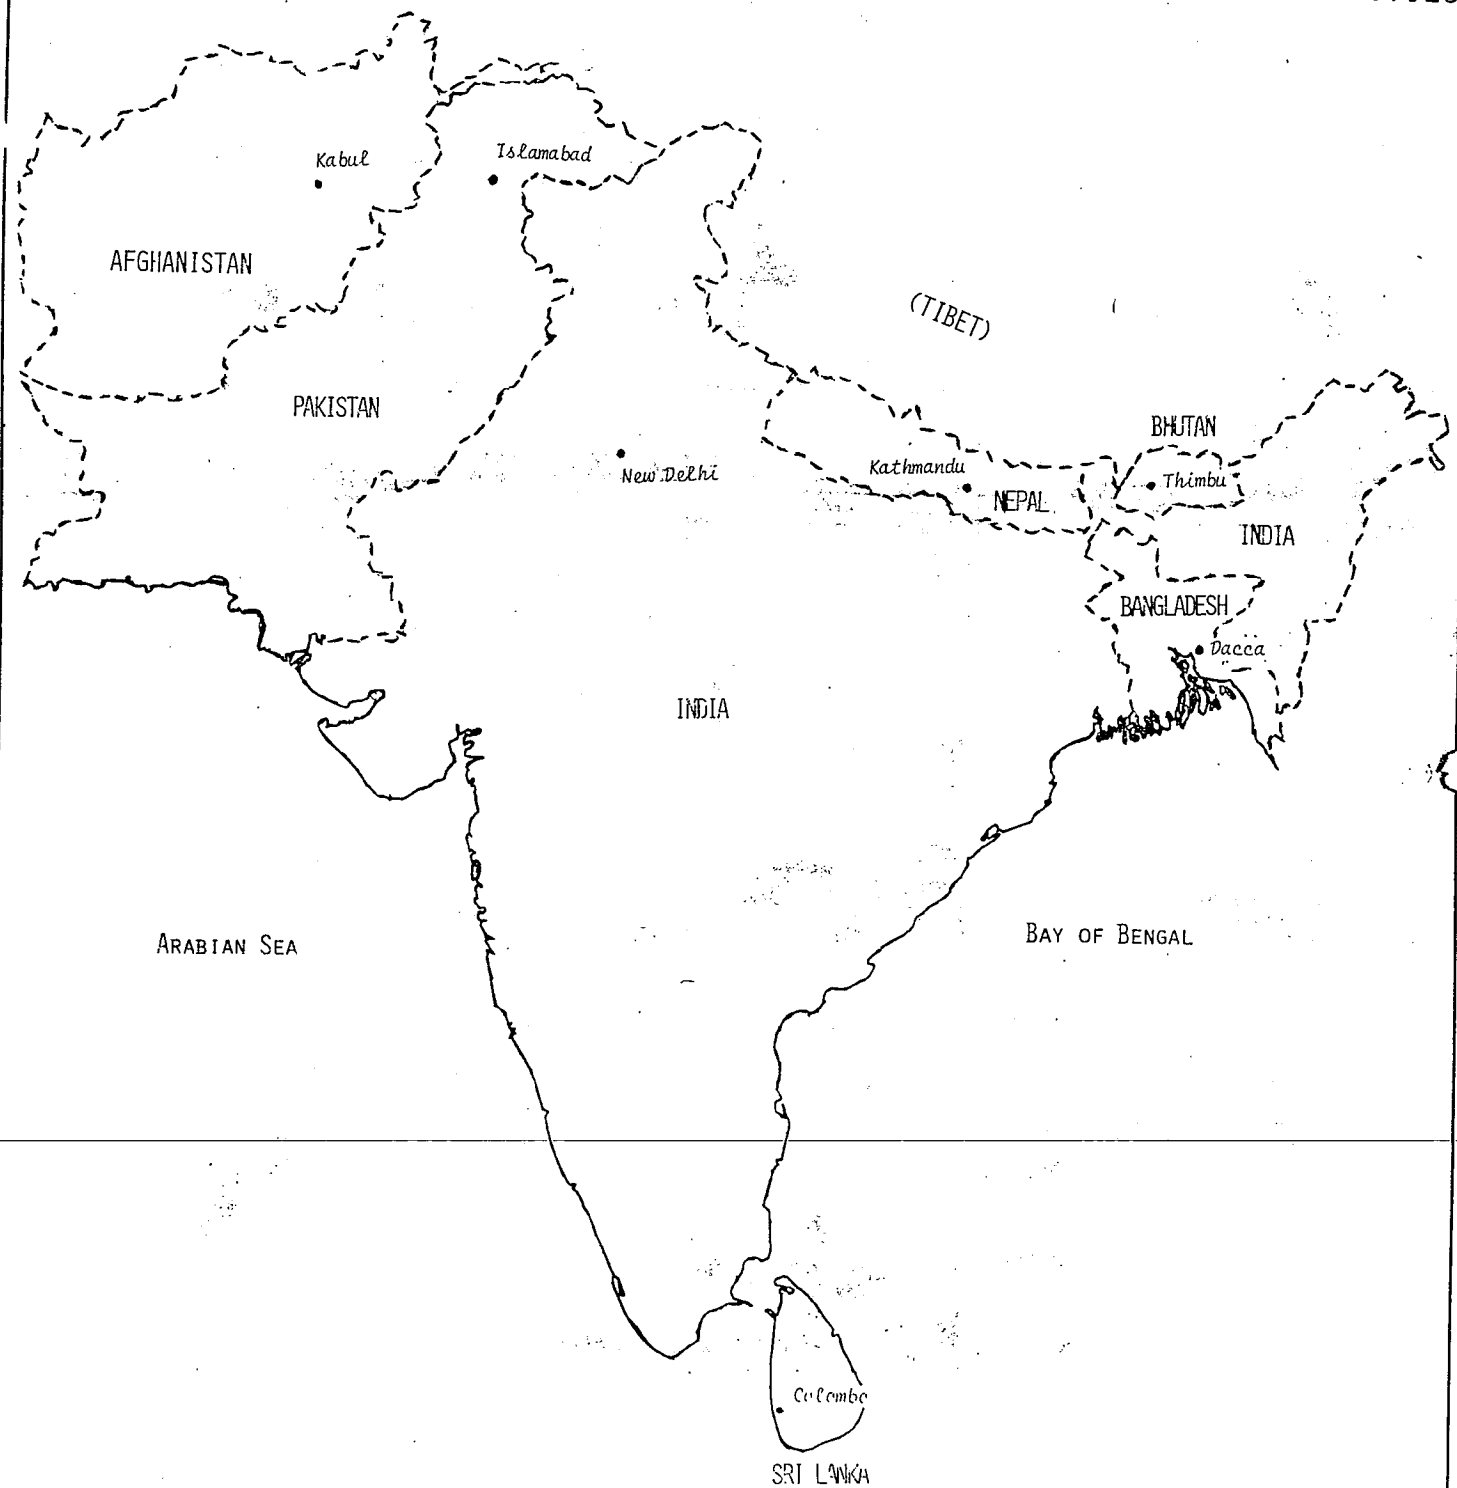 Kabul
Islamabad
AFGHANISTAN
(TIBET)
PAKISTAN
BHUTAN
New Delhi
Kathmandu
Thimbu
NEPAL
INDIA
BANGLADESH
Dacca
INDIA
ARABIAN SEA
BAY OF BENGAL
Colombo
SRI LANKA